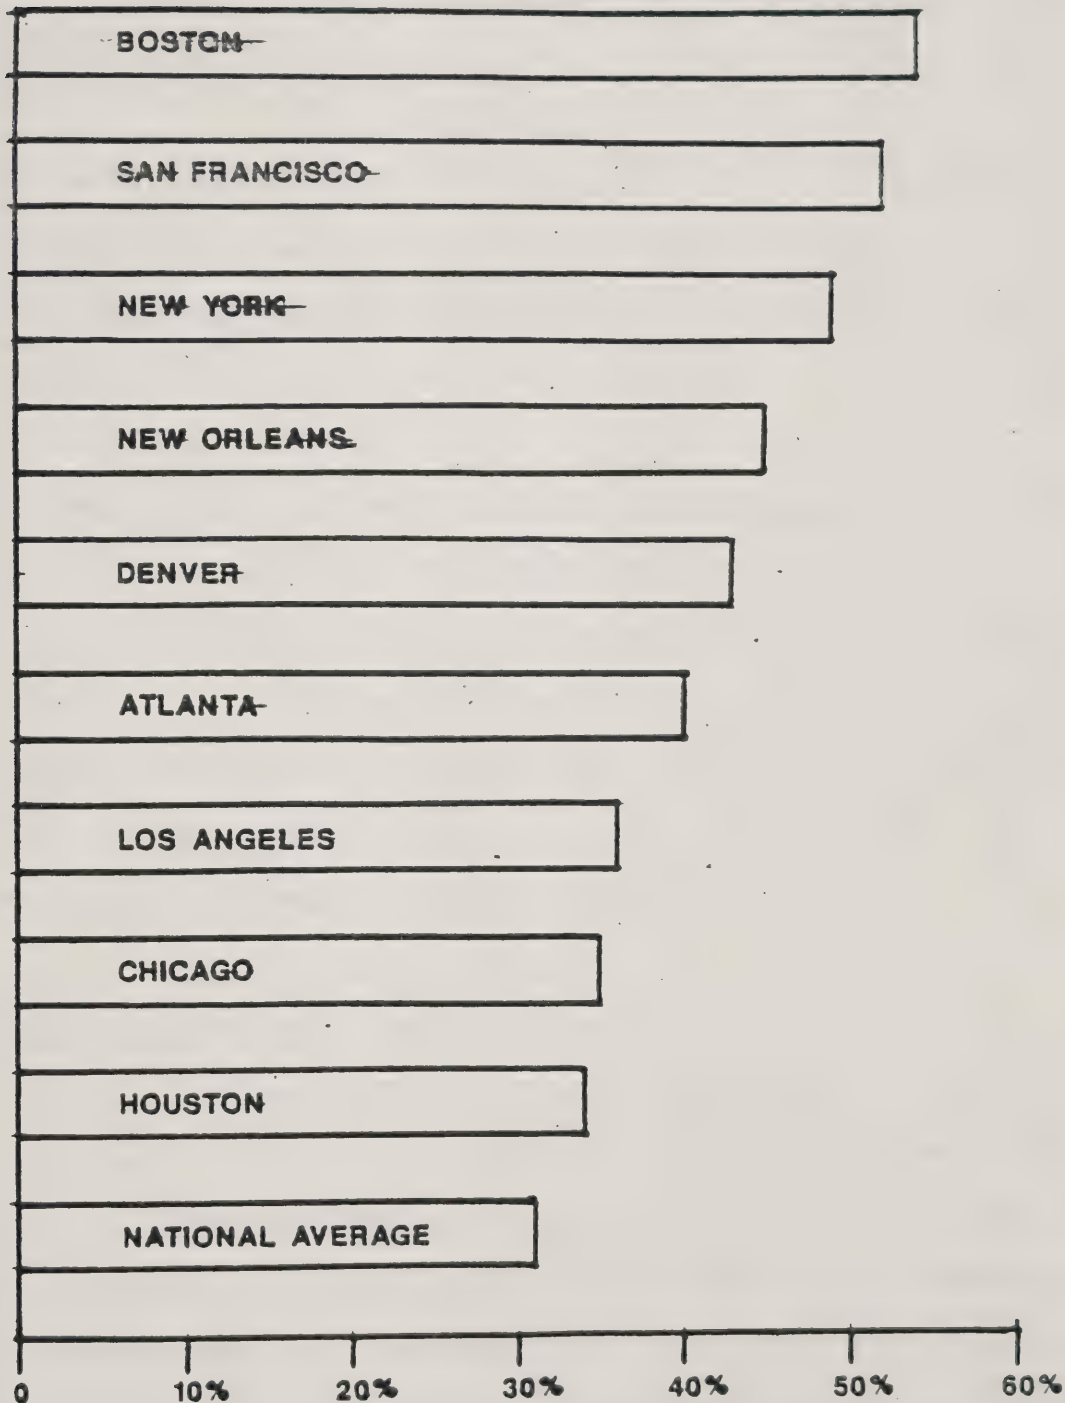 BOSTON
SAN FRANCISCO
NEW YORK
NEW ORLEANS
DENVER
ATLANTA
LOS ANGELES
CHICAGO
HOUSTON
NATIONAL AVERAGE
0 10% 20% 30% 40% 50% 60%